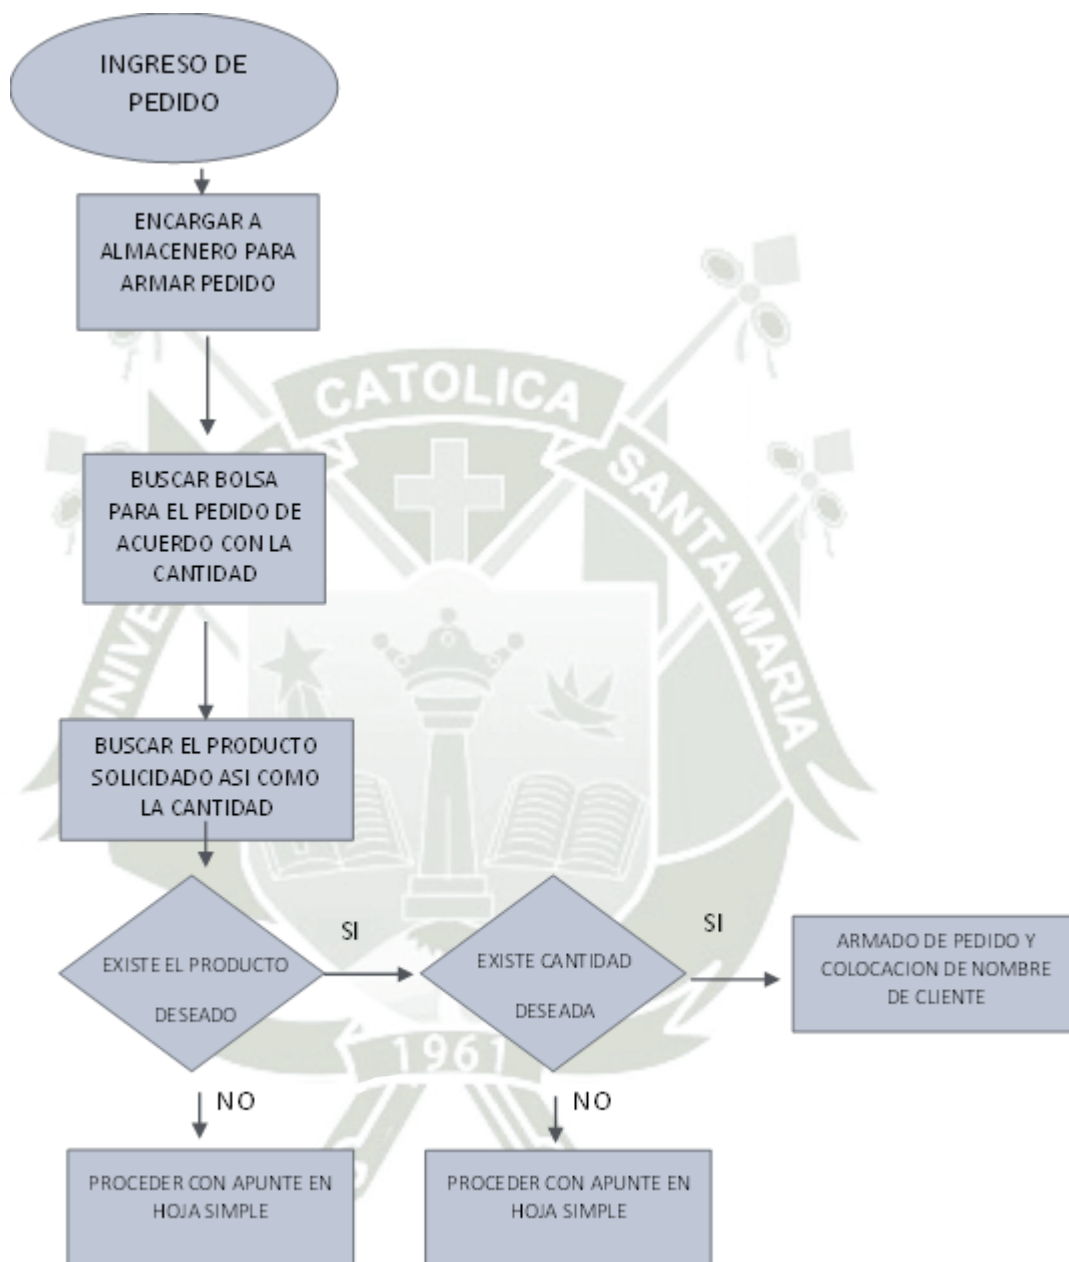 INGRESO DE
PEDIDO
ENCARGAR A
ALMACENERO PARA
ARMAR PEDIDO
CATOLICA
SANTA MARIA
BUSCAR BOLSA
PARA EL PEDIDO DE
ACUERDO CON LA
CANTIDAD
BUSCAR EL PRODUCTO
SOLICIDADO ASI COMO
LA CANTIDAD
SI
SI
EXISTE EL PRODUCTO
DESEADO
EXISTE CANTIDAD
DESEADA
ARMADO DE PEDIDO Y
COLOCACION DE NOMBRE
DE CLIENTE
1961
NO
NO
PROCEDER CON APUNTE EN
HOJA SIMPLE
PROCEDER CON APUNTE EN
HOJA SIMPLE